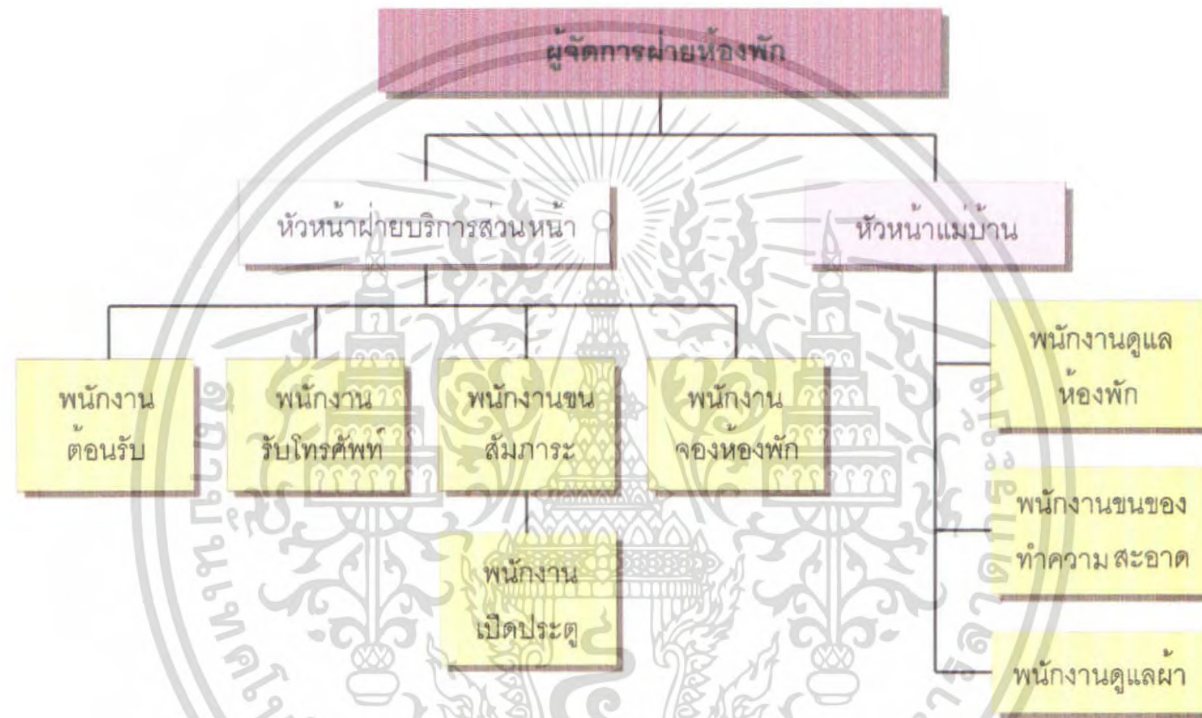 ผู้จัดการฝ่ายห้องพัก
หัวหน้าฝ่ายบริการส่วนหน้า
หัวหน้าแม่บ้าน
พนักงาน
ต้อนรับ
พนักงาน
รับโทรศัพท์
พนักงานขน
สัมภาระ
พนักงาน
จองห้องพัก
พนักงาน
เปิดประตู
พนักงานดูแล
ห้องพัก
พนักงานขนของ
ทำความ สะอาด
พนักงานดูแลผ้า